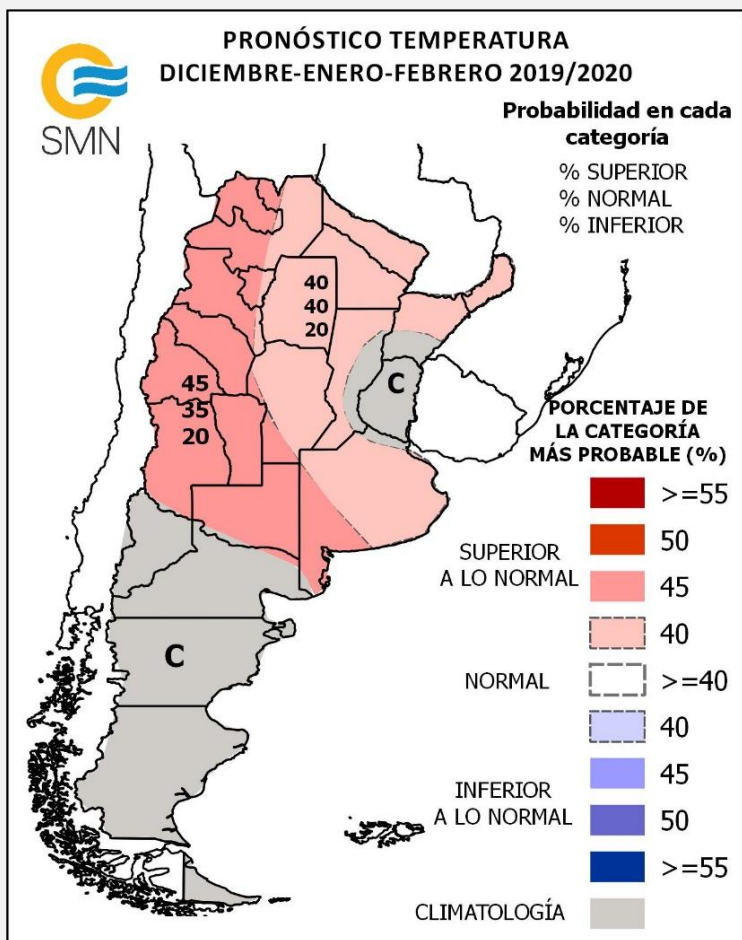 PRONÓSTICO TEMPERATURA
DICIEMBRE-ENERO-FEBRERO 2019/2020
SMN
Probabilidad en cada
categoría
% SUPERIOR
% NORMAL
% INFERIOR
40
40
20
C
45
35
20
C
PORCENTAJE DE
LA CATEGORÍA
MÁS PROBABLE (%)
>=55
50
SUPERIOR
A LO NORMAL
45
40
NORMAL
>=40
40
45
INFERIOR
A LO NORMAL
50
>=55
CLIMATOLOGÍA